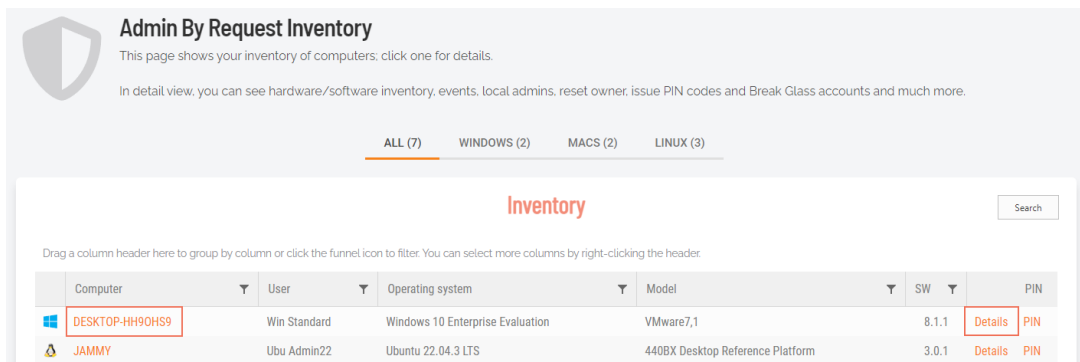 Admin By Request Inventory
This page shows your inventory of computers; click one for details.
In detail view, you can see hardware/software inventory, events, local admins, reset owner, issue PIN codes and Break Glass accounts and much more.
ALL (7) WINDOWS (2) MACS (2) LINUX (3)
Inventory
Search
Drag a column header here to group by column or click the funnel icon to filter. You can select more columns by right-clicking the header.
Computer User Operating system Model SW PIN
DESKTOP-HH9OHS9 Win Standard Windows 10 Enterprise Evaluation VMware7,1 8.1.1 Details PIN
JAMMY Ubu Admin22 Ubuntu 22.04.3 LTS 440BX Desktop Reference Platform 3.0.1 Details PIN